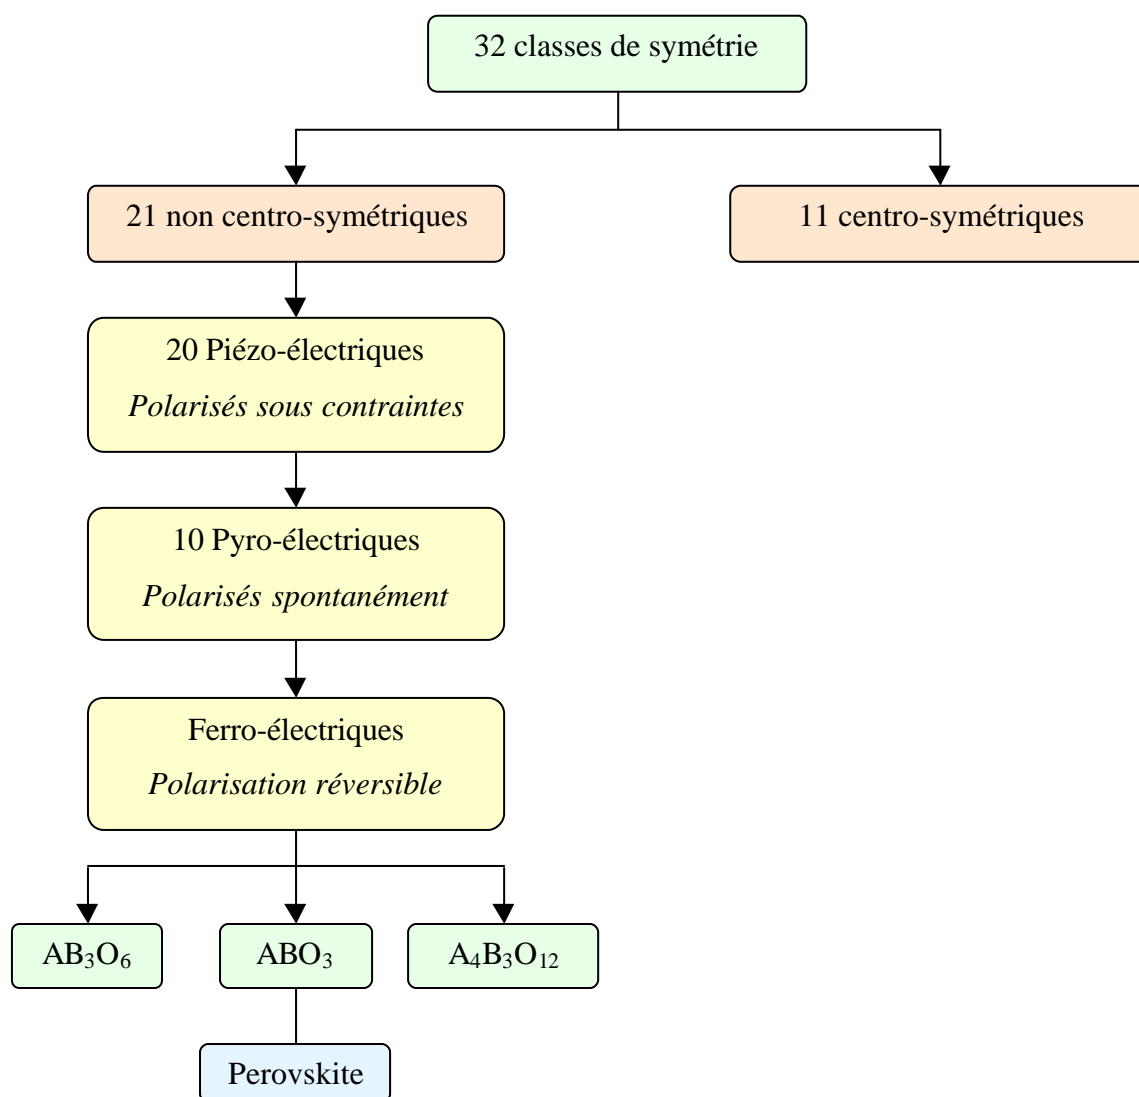 32 classes de symétrie
21 non centro-symétriques
11 centro-symétriques
20 Piézo-électriques
Polarisés sous contraintes
10 Pyro-électriques
Polarisés spontanément
Ferro-électriques
Polarisation réversible
AB₃O₆
ABO₃
A₄B₃O₁₂
Perovskite